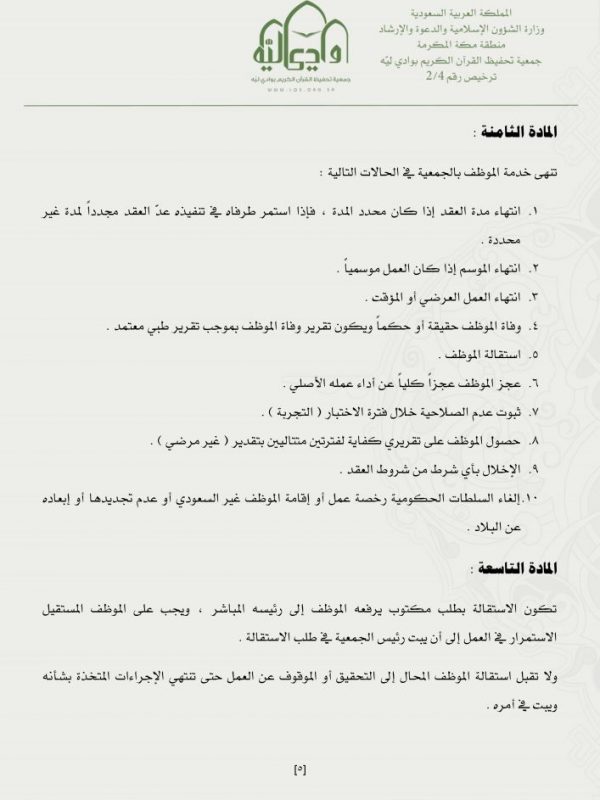 المملكة العربية السعودية
وزارة الشؤون الإسلامية والدعوة والإرشاد
منطقة مكة المكرمة
جمعية تحفيظ القرآن الكريم بوادي ليّه
ترخيص رقم 2/4
وادي ليّه
جمعية تحفيظ القرآن الكريم بوادي ليّه
WWW.IQS.ORG.SA
المادة الثامنة :
تنهى خدمة الموظف بالجمعية في الحالات التالية :
١. انتهاء مدة العقد إذا كان محدد المدة ، فإذا استمر طرفاه في تنفيذه عدّ العقد مجدداً لمدة غير
محددة .
٢. انتهاء الموسم إذا كان العمل موسمياً .
٣. انتهاء العمل العرضي أو المؤقت .
٤. وفاة الموظف حقيقة أو حكماً ويكون تقرير وفاة الموظف بموجب تقرير طبي معتمد .
٥. استقالة الموظف .
٦. عجز الموظف عجزاً كلياً عن أداء عمله الأصلي .
٧. ثبوت عدم الصلاحية خلال فترة الاختبار ( التجربة ) .
٨. حصول الموظف على تقريري كفاية لفترتين متتاليين بتقدير ( غير مرضي ) .
٩. الإخلال بأي شرط من شروط العقد .
١٠. إلغاء السلطات الحكومية رخصة عمل أو إقامة الموظف غير السعودي أو عدم تجديدها أو إبعاده
عن البلاد .
المادة التاسعة :
تكون الاستقالة بطلب مكتوب يرفعه الموظف إلى رئيسه المباشر ، ويجب على الموظف المستقيل
الاستمرار في العمل إلى أن يبت رئيس الجمعية في طلب الاستقالة .
ولا تقبل استقالة الموظف المحال إلى التحقيق أو الموقوف عن العمل حتى تنتهي الإجراءات المتخذة بشأنه
ويبت في أمره .
[٥]